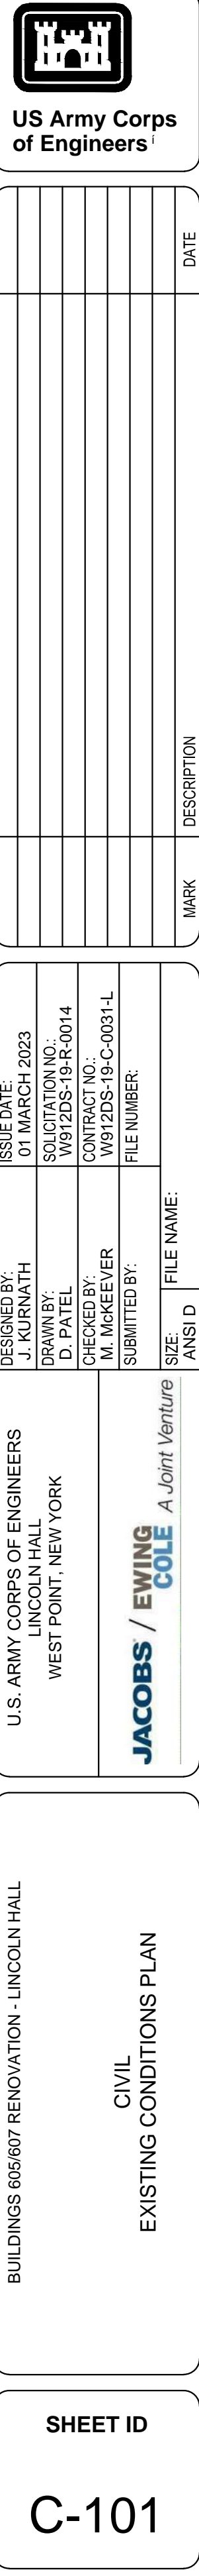 US Army Corps
of Engineers
DATE
DESCRIPTION
MARK
ISSUE DATE:
01 MARCH 2023
SOLICITATION NO.:
W912DS-19-R-0014
CONTRACT NO.:
W912DS-19-C-0031-L
FILE NUMBER:
DESIGNED BY:
J. KURNATH
DRAWN BY:
D. PATEL
CHECKED BY:
M. McKEEVER
SUBMITTED BY:
FILE NAME:
SIZE:
ANSI D
U.S. ARMY CORPS OF ENGINEERS
LINCOLN HALL
WEST POINT, NEW YORK
JACOBS / EWING
COLE A Joint Venture
BUILDINGS 605/607 RENOVATION - LINCOLN HALL
CIVIL
EXISTING CONDITIONS PLAN
SHEET ID
C-101